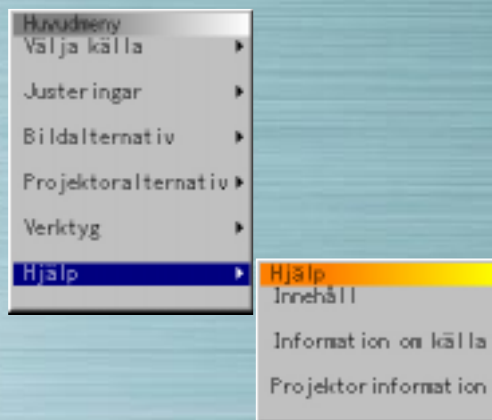 Huvudmeny
Välja källa
Justeringar
Bildalternativ
Projektoralternativ
Verktyg
Hjälp
Hjälp
Innehåll
Information om källa
Projektorinformation